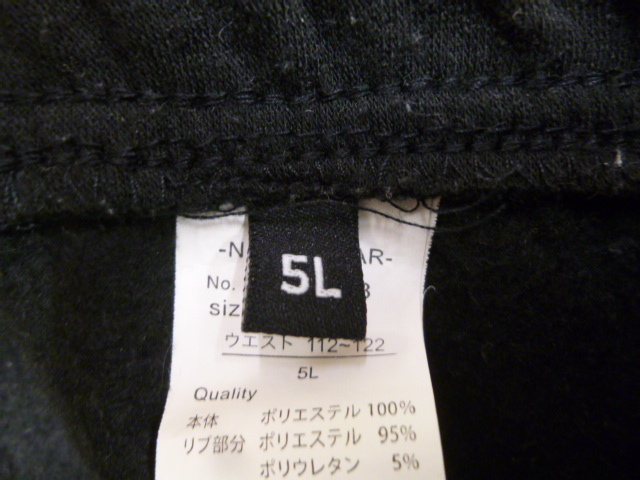 5L
No.
ウエスト 112~122
5L
Quality
本体 ポリエステル 100%
リブ部分 ポリエステル 95%
ポリウレタン 5%